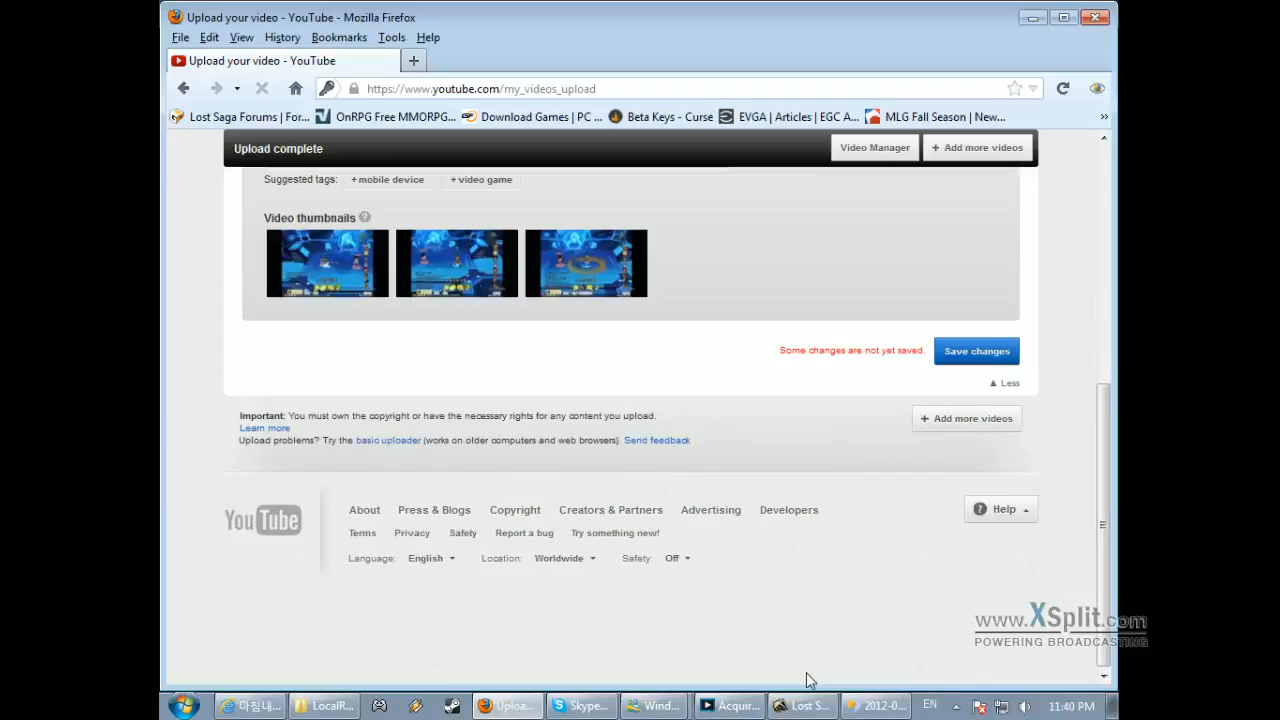 Upload your video - YouTube - Mozilla Firefox
File Edit View History Bookmarks Tools Help
Upload your video - YouTube
https://www.youtube.com/my_videos_upload
Lost Saga Forums | For... OnRPG Free MMORPG... Download Games | PC ... Beta Keys - Curse EVGA | Articles | EGC A... MLG Fall Season | New... »
Upload complete Video Manager + Add more videos
Suggested tags: +mobile device +video game
Video thumbnails ?
Some changes are not yet saved. Save changes
▲ Less
Important: You must own the copyright or have the necessary rights for any content you upload.
+ Add more videos
Learn more
Upload problems? Try the basic uploader (works on older computers and web browsers). Send feedback
YouTube
About Press & Blogs Copyright Creators & Partners Advertising Developers
? Help
Terms Privacy Safety Report a bug Try something new!
Language: English Location: Worldwide Safety: Off
www.XSplit.com
POWERING BROADCASTING
마침내... LocalR... Uploa... Skype... Wind... Acquir... Lost S... 2012-0... EN 11:40 PM